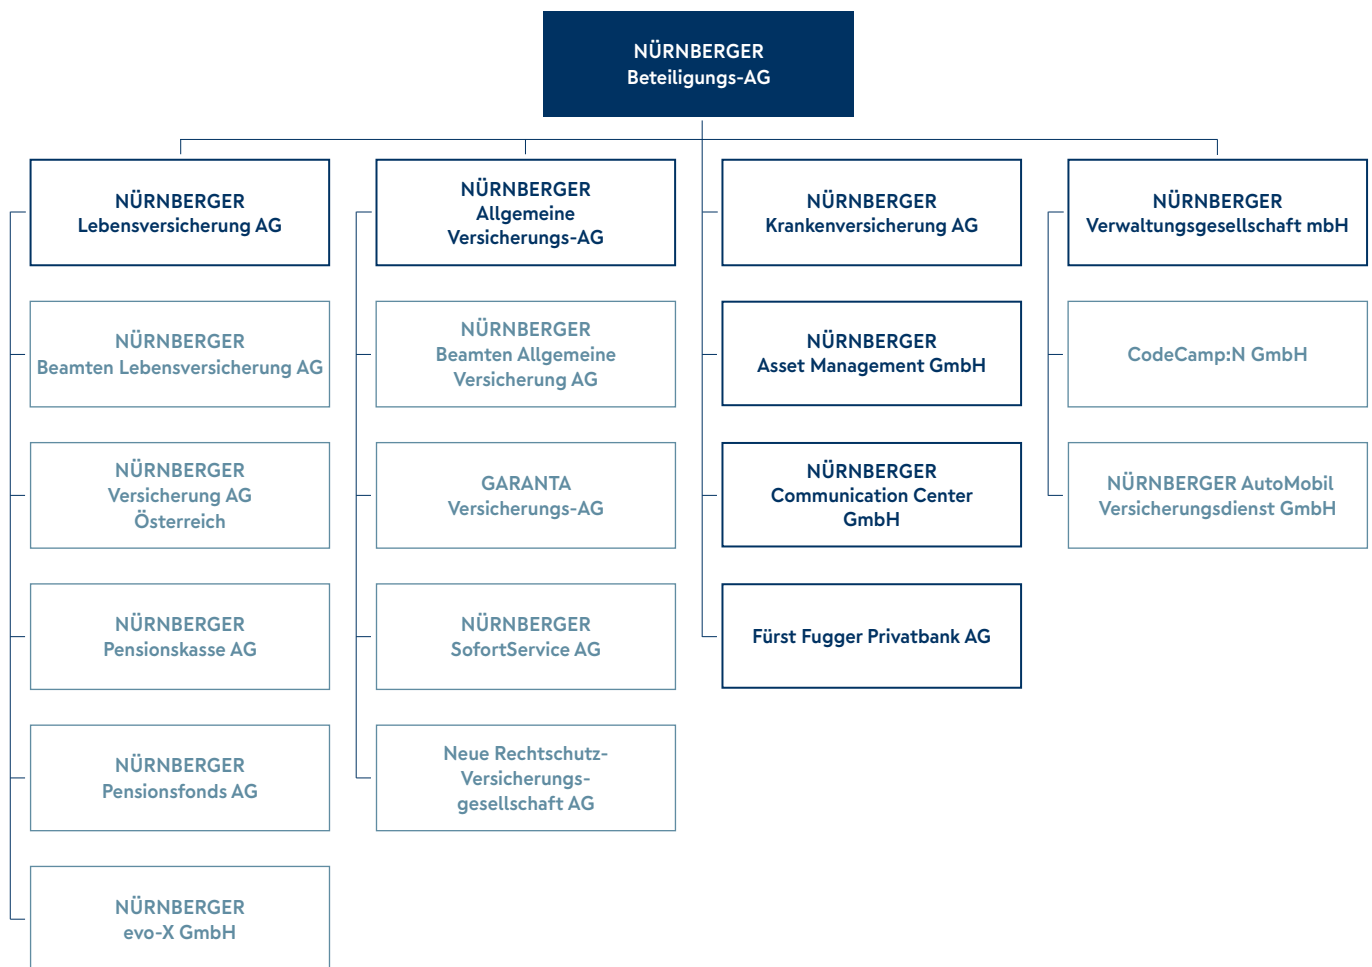 NÜRNBERGER
Beteiligungs-AG
NÜRNBERGER
Lebensversicherung AG
NÜRNBERGER
Beamten Lebensversicherung AG
NÜRNBERGER
Versicherung AG
Österreich
NÜRNBERGER
Pensionskasse AG
NÜRNBERGER
Pensionsfonds AG
NÜRNBERGER
evo-X GmbH
NÜRNBERGER
Allgemeine
Versicherungs-AG
NÜRNBERGER
Beamten Allgemeine
Versicherung AG
GARANTA
Versicherungs-AG
NÜRNBERGER
SofortService AG
Neue Rechtschutz-
Versicherungs-
gesellschaft AG
NÜRNBERGER
Krankenversicherung AG
NÜRNBERGER
Asset Management GmbH
NÜRNBERGER
Communication Center
GmbH
Fürst Fugger Privatbank AG
NÜRNBERGER
Verwaltungsgesellschaft mbH
CodeCamp:N GmbH
NÜRNBERGER AutoMobil
Versicherungsdienst GmbH